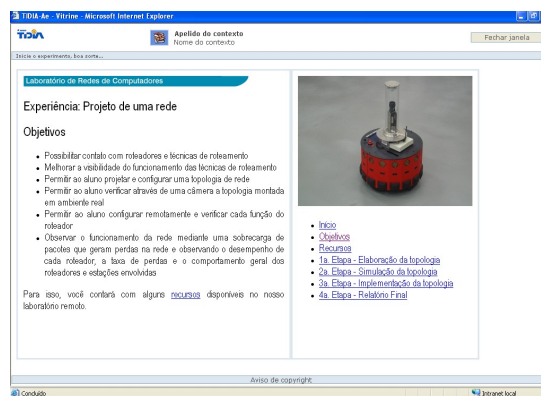 TIDIA-Ae - Vitrine - Microsoft Internet Explorer
TIDIA
Apelido do contexto
Nome do contexto
Fechar janela
Inicie o experimento, boa sorte...
Laboratório de Redes de Computadores
Experiência: Projeto de uma rede
Objetivos
Possibilitar contato com roteadores e técnicas de roteamento
Melhorar a visibilidade do funcionamento das técnicas de roteamento
Permitir ao aluno projetar e configurar uma topologia de rede
Permitir ao aluno verificar através de uma câmera a topologia montada
em ambiente real
Permitir ao aluno configurar remotamente e verificar cada função do
roteador
Observar o funcionamento da rede mediante uma sobrecarga de
pacotes que geram perdas na rede e observando o desempenho de
cada roteador, a taxa de perdas e o comportamento geral dos
roteadores e estações envolvidas
Para isso, você contará com alguns recursos disponíveis no nosso
laboratório remoto.
Início
Objetivos
Recursos
1a. Etapa - Elaboração da topologia
2a. Etapa - Simulação da topologia
3a. Etapa - Implementação da topologia
4a. Etapa - Relatório Final
Aviso de copyright
Concluído
Intranet local